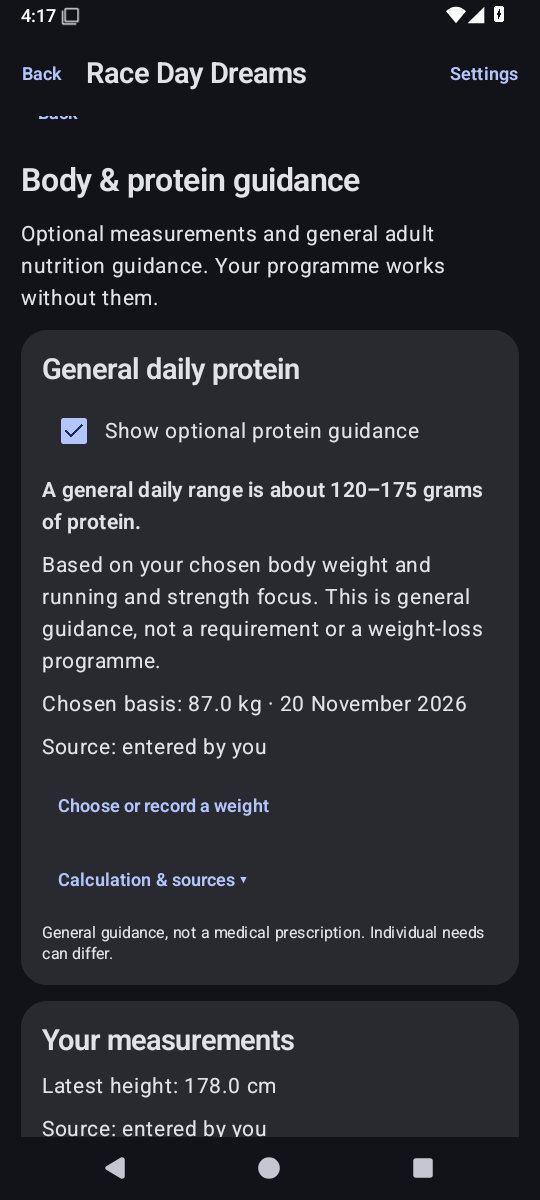 4:17
Back Race Day Dreams Settings
Back
Body & protein guidance
Optional measurements and general adult
nutrition guidance. Your programme works
without them.
General daily protein
Show optional protein guidance
A general daily range is about 120–175 grams
of protein.
Based on your chosen body weight and
running and strength focus. This is general
guidance, not a requirement or a weight-loss
programme.
Chosen basis: 87.0 kg · 20 November 2026
Source: entered by you
Choose or record a weight
Calculation & sources ▾
General guidance, not a medical prescription. Individual needs
can differ.
Your measurements
Latest height: 178.0 cm
Source: entered by you